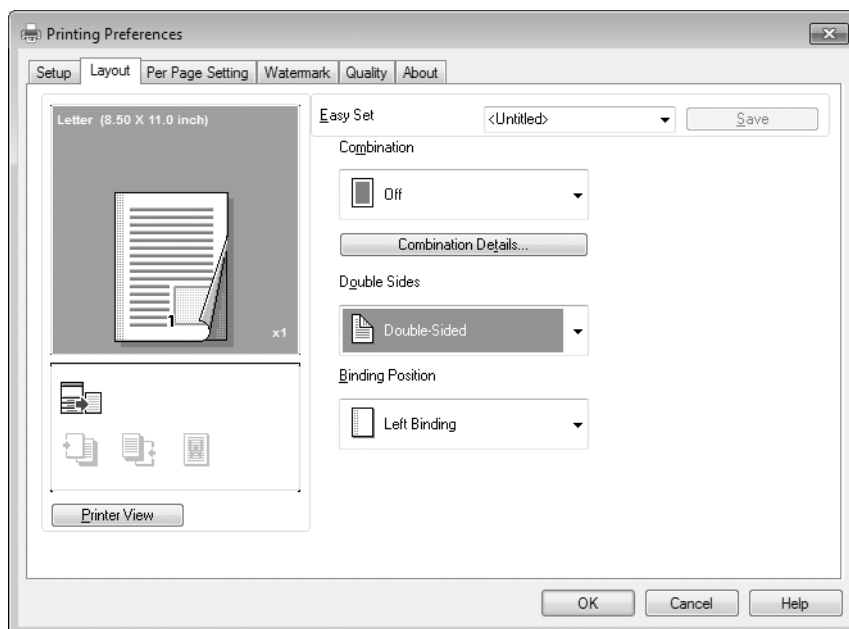 Printing Preferences
Setup Layout Per Page Setting Watermark Quality About
Letter (8.50 X 11.0 inch)
1
x1
Printer View
Easy Set <Untitled> Save
Combination
Off
Combination Details...
Double Sides
Double-Sided
Binding Position
Left Binding
OK Cancel Help